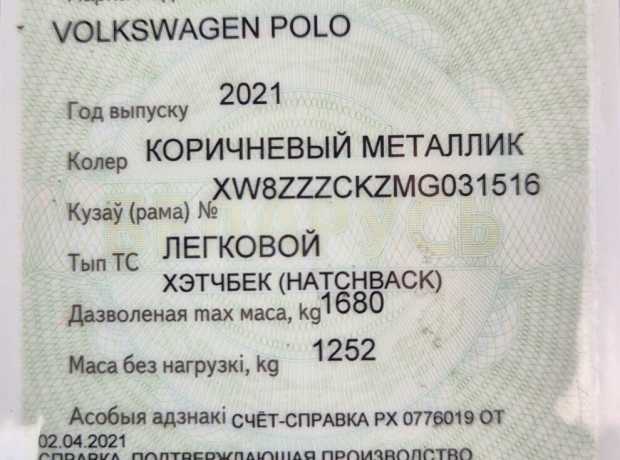 VOLKSWAGEN POLO
Год выпуску 2021
Колер КОРИЧНЕВЫЙ МЕТАЛЛИК
Кузаў (рама) № XW8ZZZCKZMG031516
Тып ТС ЛЕГКОВОЙ
ХЭТЧБЕК (HATCHBACK)
Дазволеная max маса, kg 1680
Маса без нагрузкі, kg 1252
Асобыя адзнакі СЧЁТ-СПРАВКА РХ 0776019 ОТ
02.04.2021
СПРАВКА, ПОДТВЕРЖДАЮЩАЯ ПРОИЗВОДСТВО